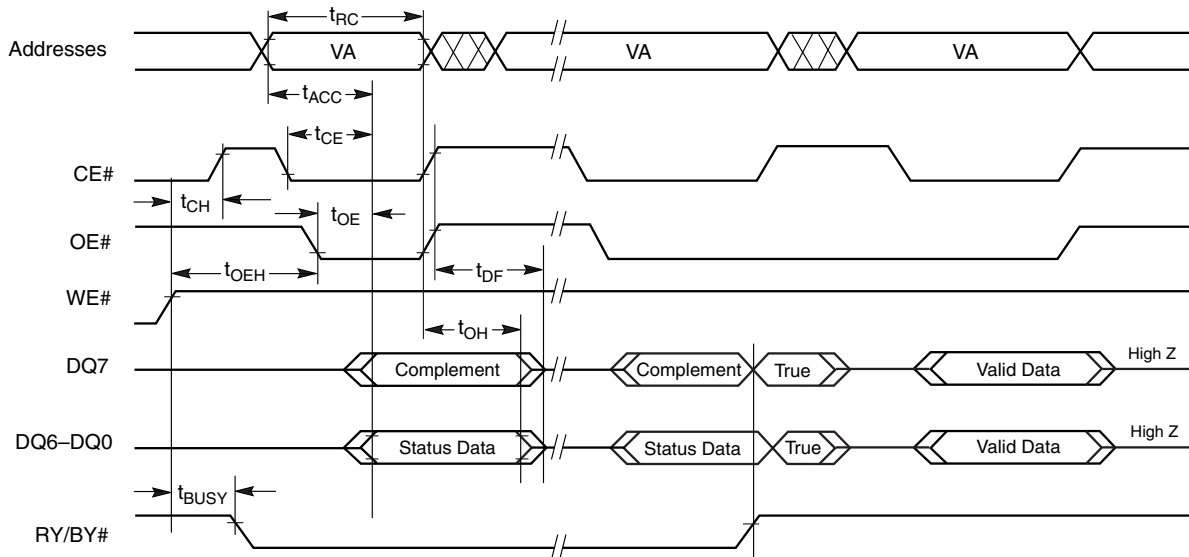 tRC
Addresses VA VA VA
tACC
tCE
CE#
tCH
tOE
OE#
tOEH tDF
WE#
tOH
DQ7 Complement Complement True Valid Data High Z
DQ6–DQ0 Status Data Status Data True Valid Data High Z
tBUSY
RY/BY#